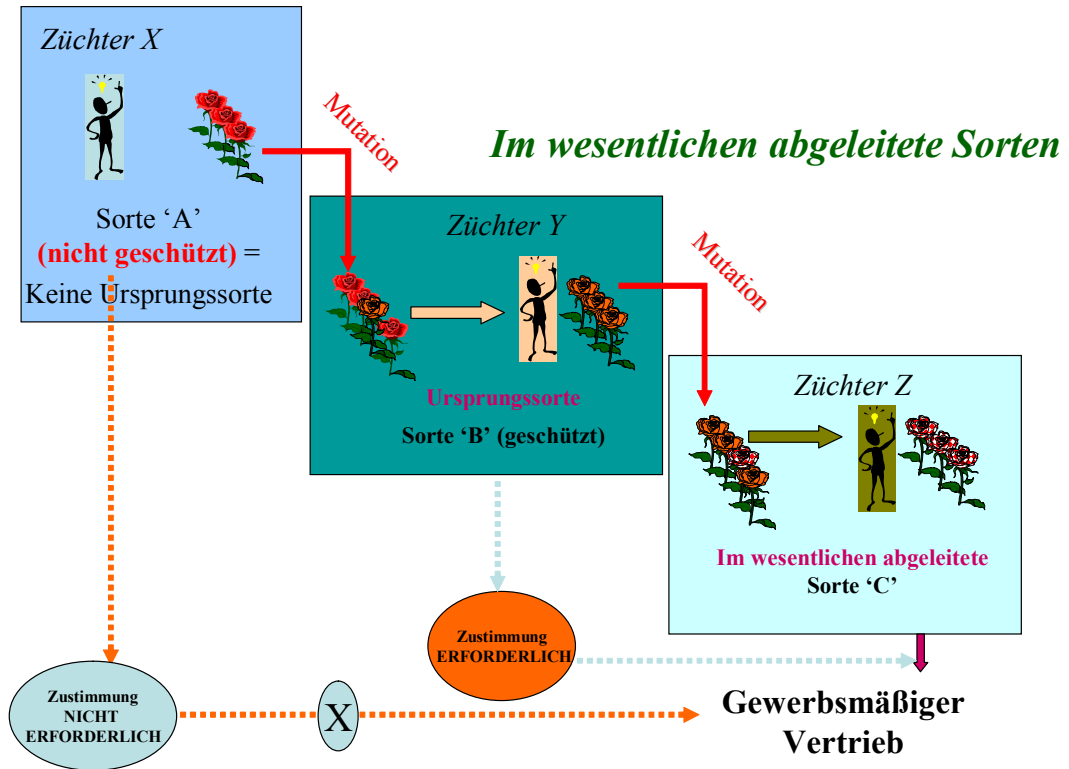 Züchter X
Mutation
Im wesentlichen abgeleitete Sorten
Sorte ‘A’
(nicht geschützt) =
Keine Ursprungssorte
Züchter Y
Mutation
Ursprungssorte
Sorte ‘B’ (geschützt)
Züchter Z
Im wesentlichen abgeleitete
Sorte ‘C’
Zustimmung
ERFORDERLICH
Zustimmung
NICHT
ERFORDERLICH
X
Gewerbsmäßiger
Vertrieb